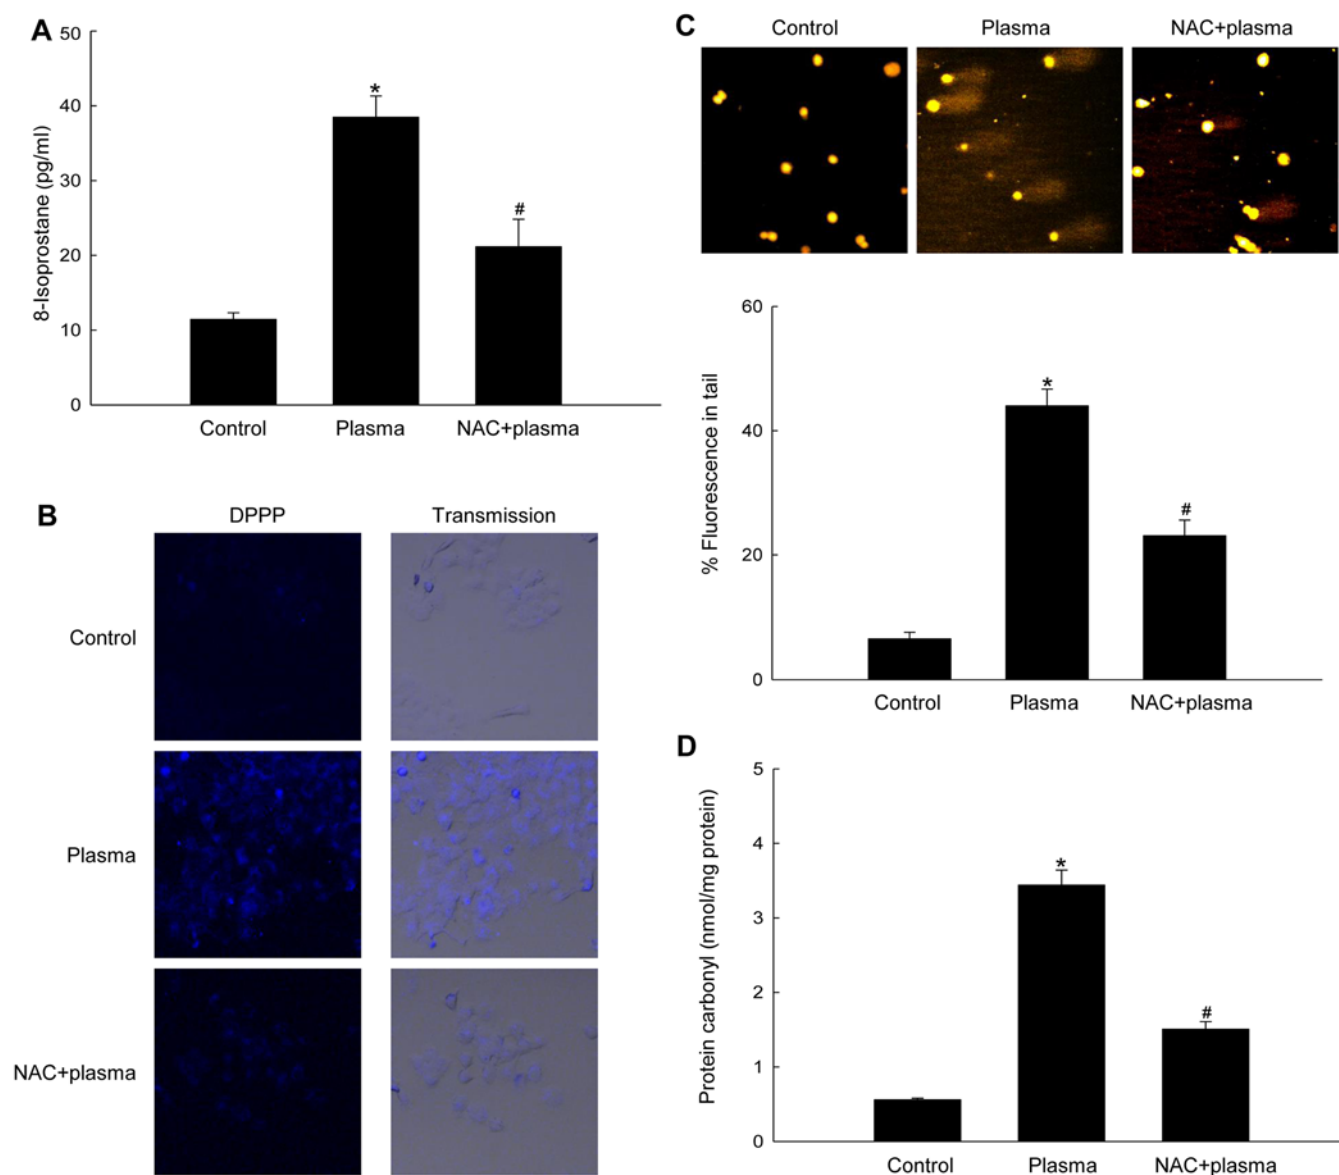 A
50
40
30
20
10
0
8-Isoprostane (pg/ml)
*
#
Control Plasma NAC+plasma
B
DPPP Transmission
Control
Plasma
NAC+plasma
C
Control Plasma NAC+plasma
60
40
20
0
% Fluorescence in tail
*
#
Control Plasma NAC+plasma
D
5
4
3
2
1
0
Protein carbonyl (nmol/mg protein)
*
#
Control Plasma NAC+plasma